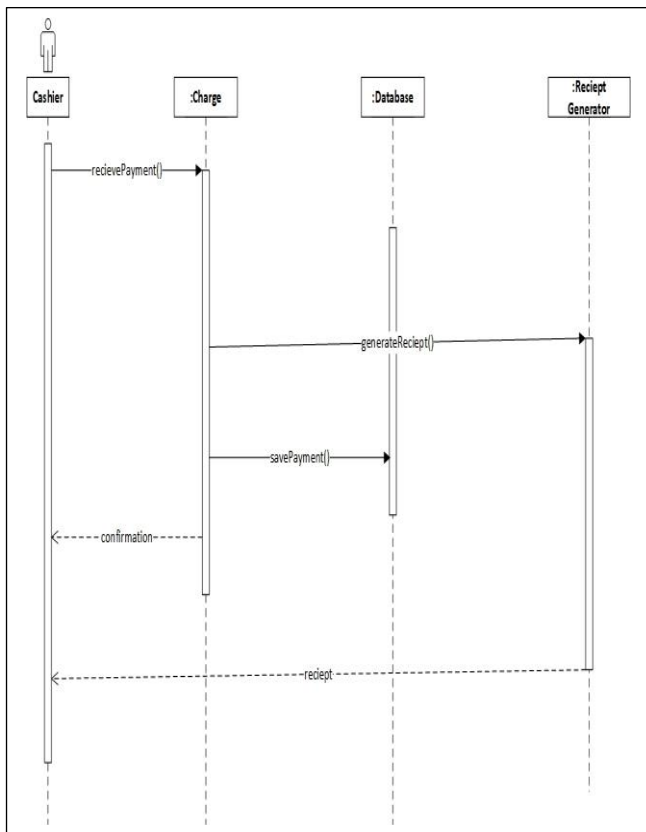 Cashier
:Charge
:Database
:Reciept
Generator
recievePayment()
generateReciept()
savePayment()
confirmation
reciept